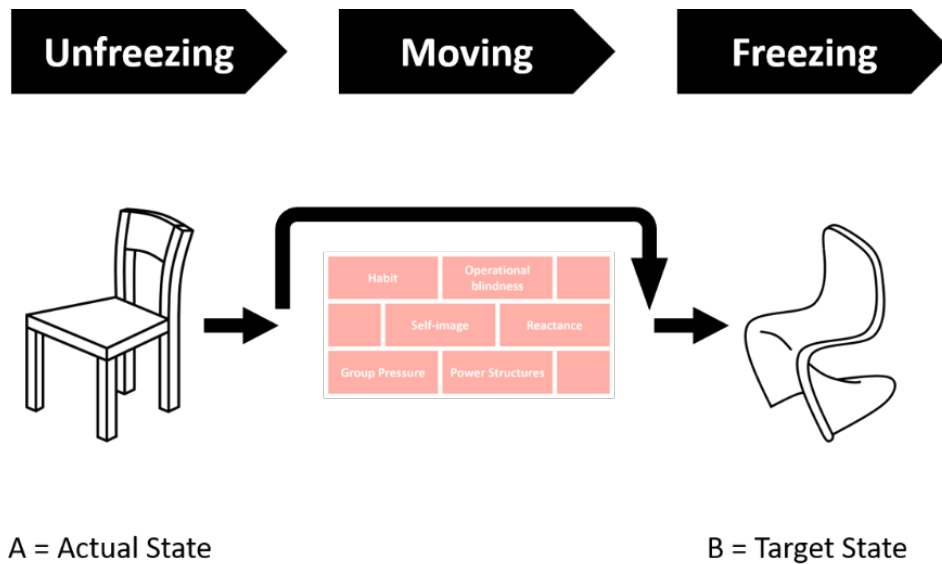 Unfreezing
Moving
Freezing
Habit
Operational
blindness
Self-image
Reactance
Group Pressure
Power Structures
A = Actual State
B = Target State